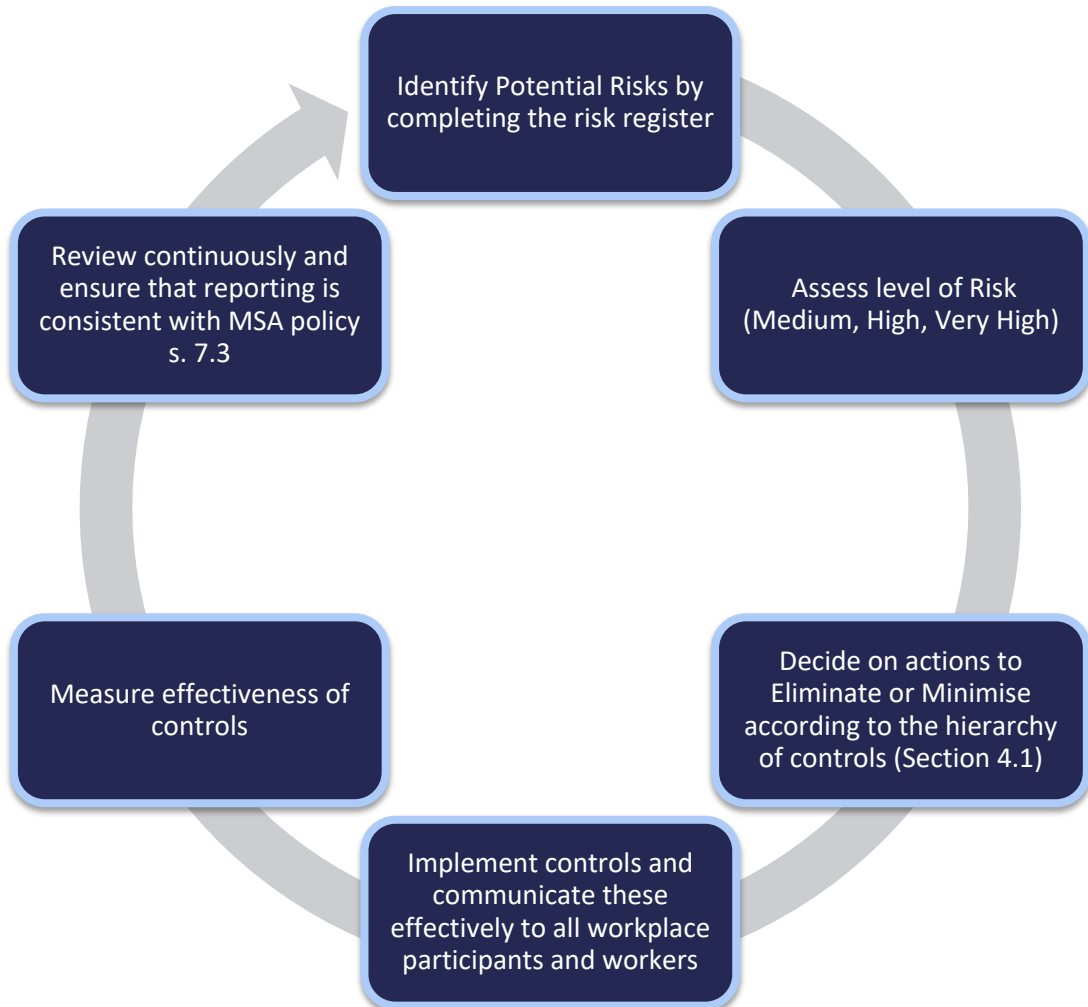 Identify Potential Risks by
completing the risk register
Assess level of Risk
(Medium, High, Very High)
Decide on actions to
Eliminate or Minimise
according to the hierarchy
of controls (Section 4.1)
Implement controls and
communicate these
effectively to all workplace
participants and workers
Measure effectiveness of
controls
Review continuously and
ensure that reporting is
consistent with MSA policy
s. 7.3